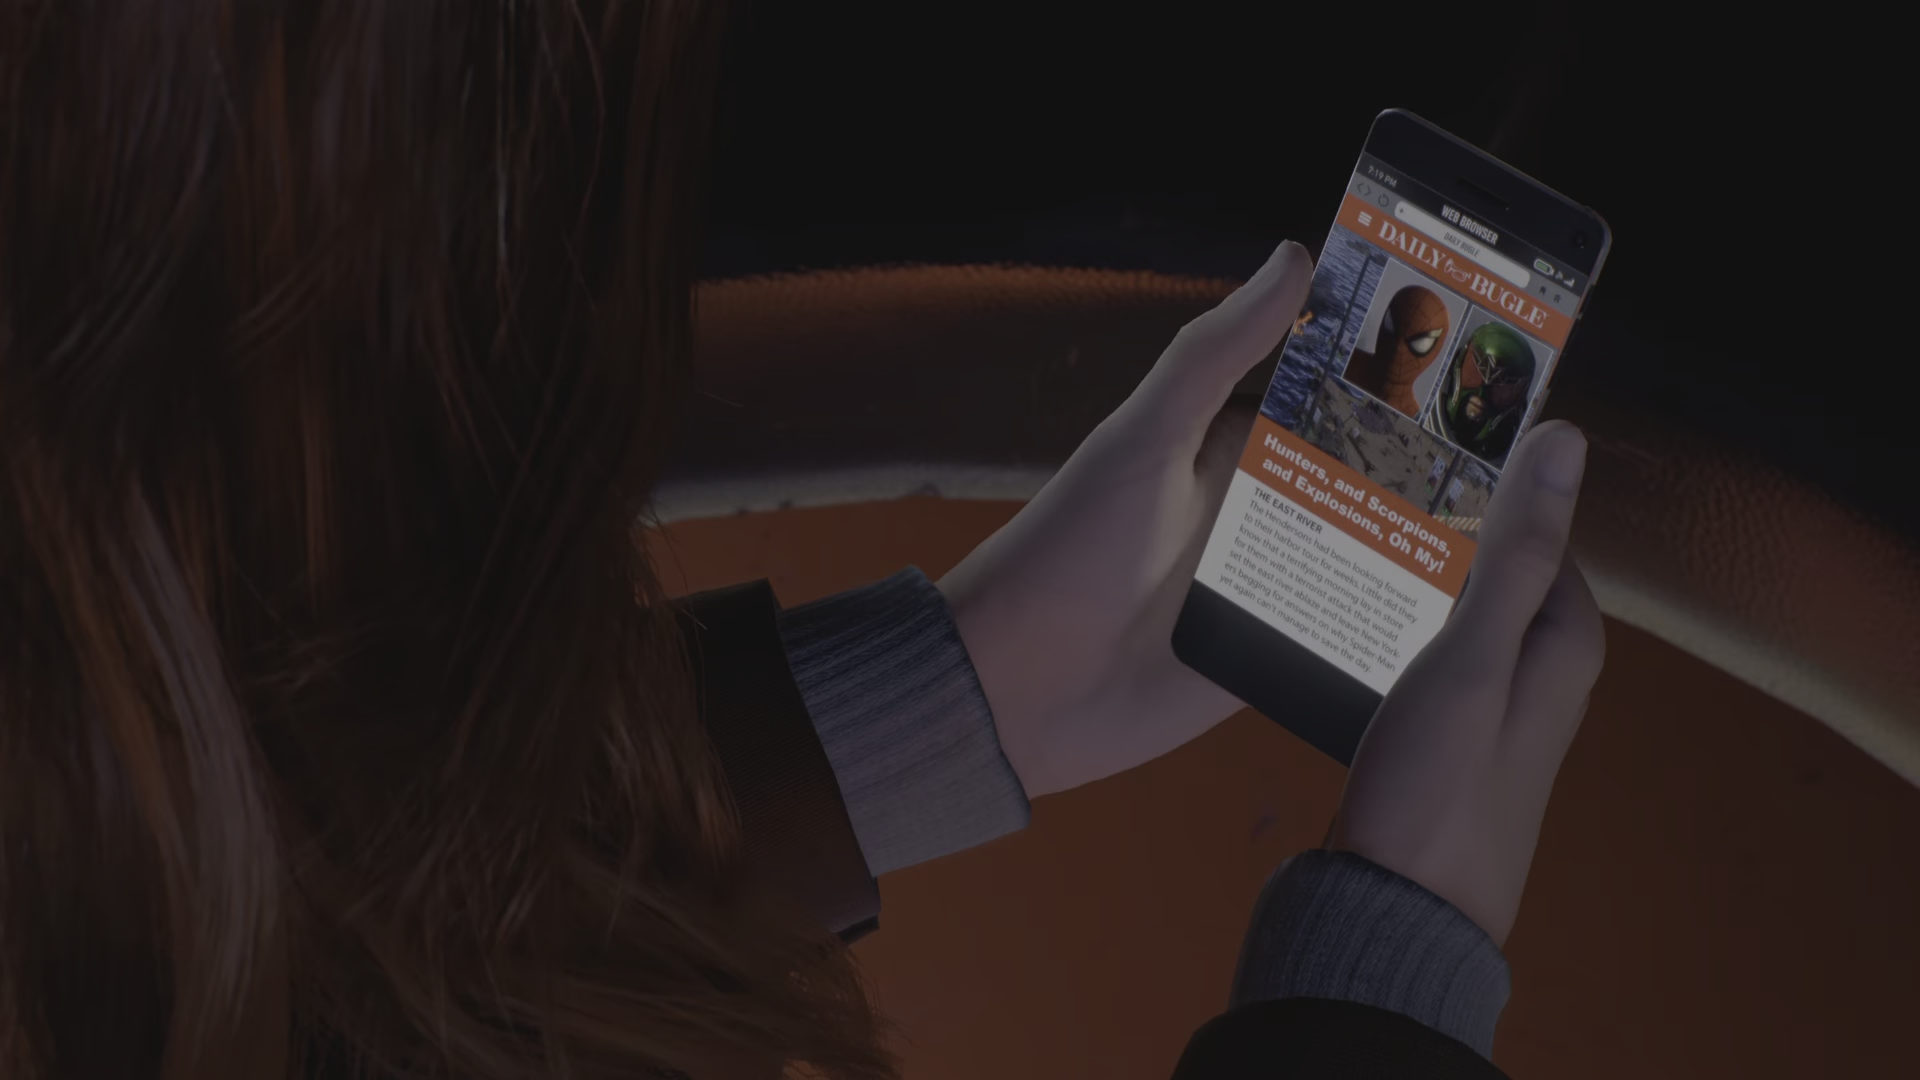 7:19 PM
WEB BROWSER
DAILY BUGLE
DAILY BUGLE
Hunters, and Scorpions,
and Explosions, Oh My!
THE EAST RIVER
The Hendersons had been looking forward
to their harbor tour for weeks. Little did they
know that a terrifying morning lay in store
for them with a terrorist attack that would
set the east river ablaze and leave New York-
ers begging for answers on why Spider-Man
yet again can't manage to save the day.